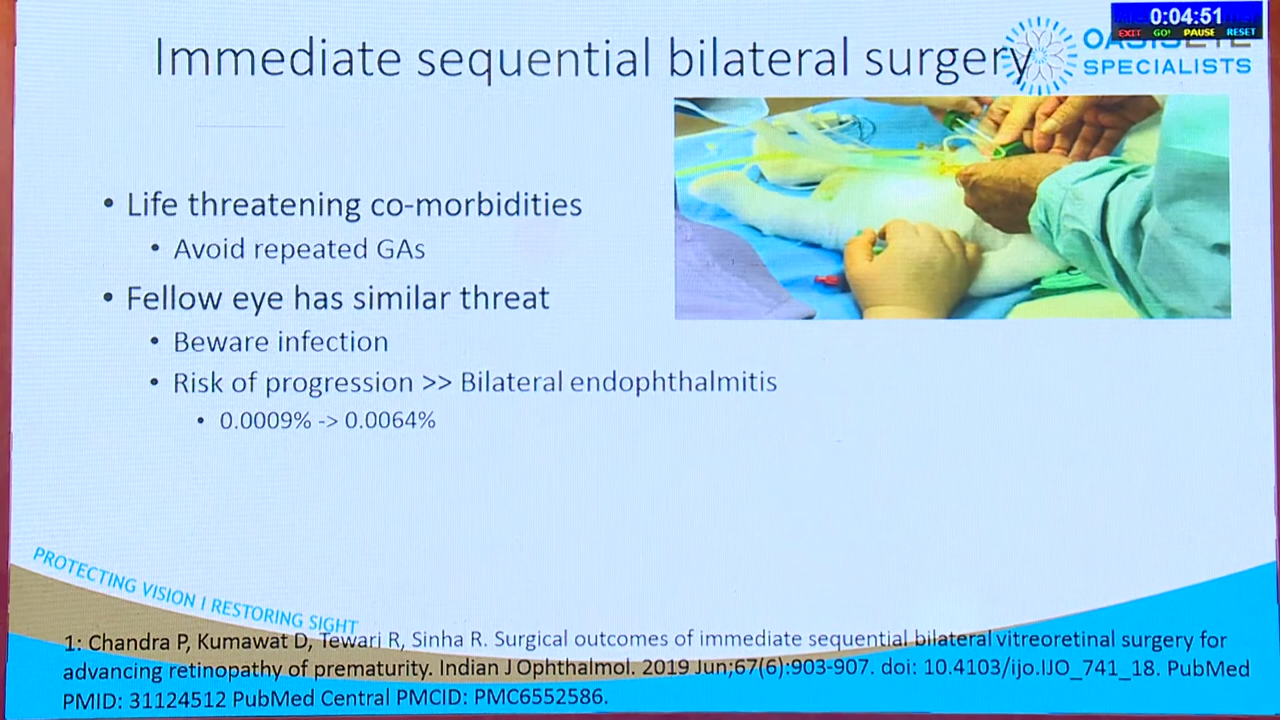 0:04:51
EXIT GO! PAUSE RESET
Immediate sequential bilateral surgery
OASIS EYE
SPECIALISTS
• Life threatening co-morbidities
• Avoid repeated GAs
• Fellow eye has similar threat
• Beware infection
• Risk of progression >> Bilateral endophthalmitis
• 0.0009% -> 0.0064%
PROTECTING VISION I RESTORING SIGHT
1: Chandra P, Kumawat D, Tewari R, Sinha R. Surgical outcomes of immediate sequential bilateral vitreoretinal surgery for
advancing retinopathy of prematurity. Indian J Ophthalmol. 2019 Jun;67(6):903-907. doi: 10.4103/ijo.IJO_741_18. PubMed
PMID: 31124512 PubMed Central PMCID: PMC6552586.